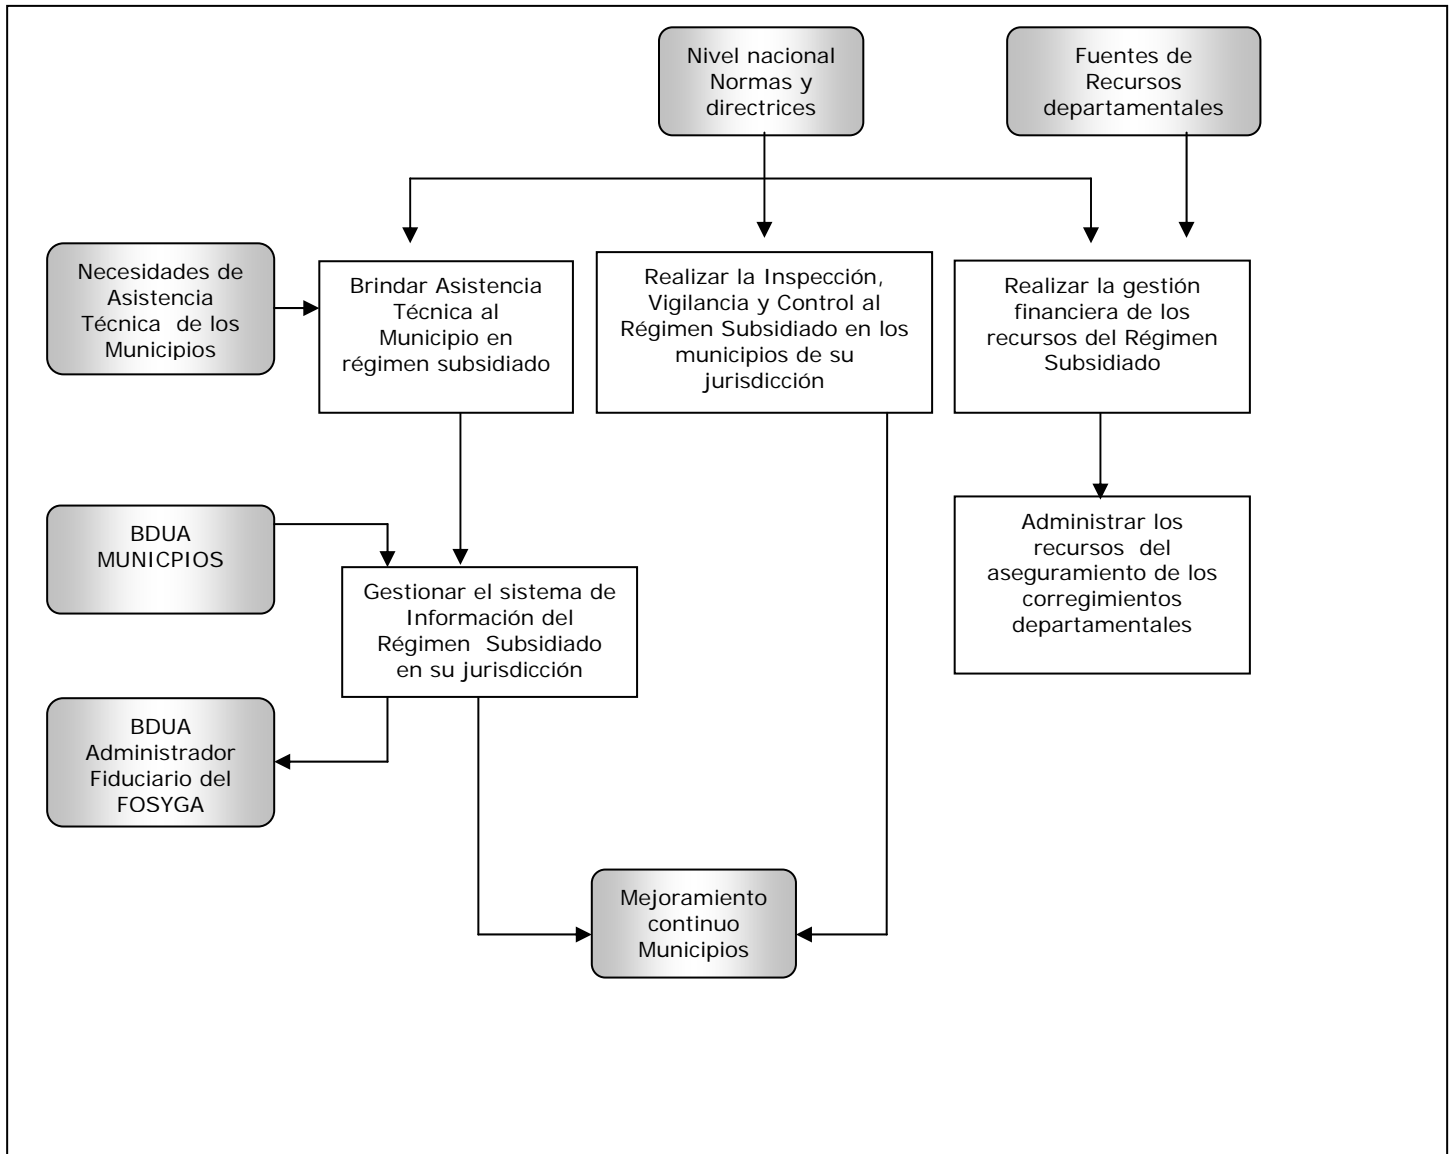 Nivel nacional
Normas y
directrices
Fuentes de
Recursos
departamentales
Necesidades de
Asistencia
Técnica de los
Municipios
Brindar Asistencia
Técnica al
Municipio en
régimen subsidiado
Realizar la Inspección,
Vigilancia y Control al
Régimen Subsidiado en los
municipios de su
jurisdicción
Realizar la gestión
financiera de los
recursos del Régimen
Subsidiado
BDUA
MUNICPIOS
Gestionar el sistema de
Información del
Régimen Subsidiado
en su jurisdicción
Administrar los
recursos del
aseguramiento de los
corregimientos
departamentales
BDUA
Administrador
Fiduciario del
FOSYGA
Mejoramiento
continuo
Municipios